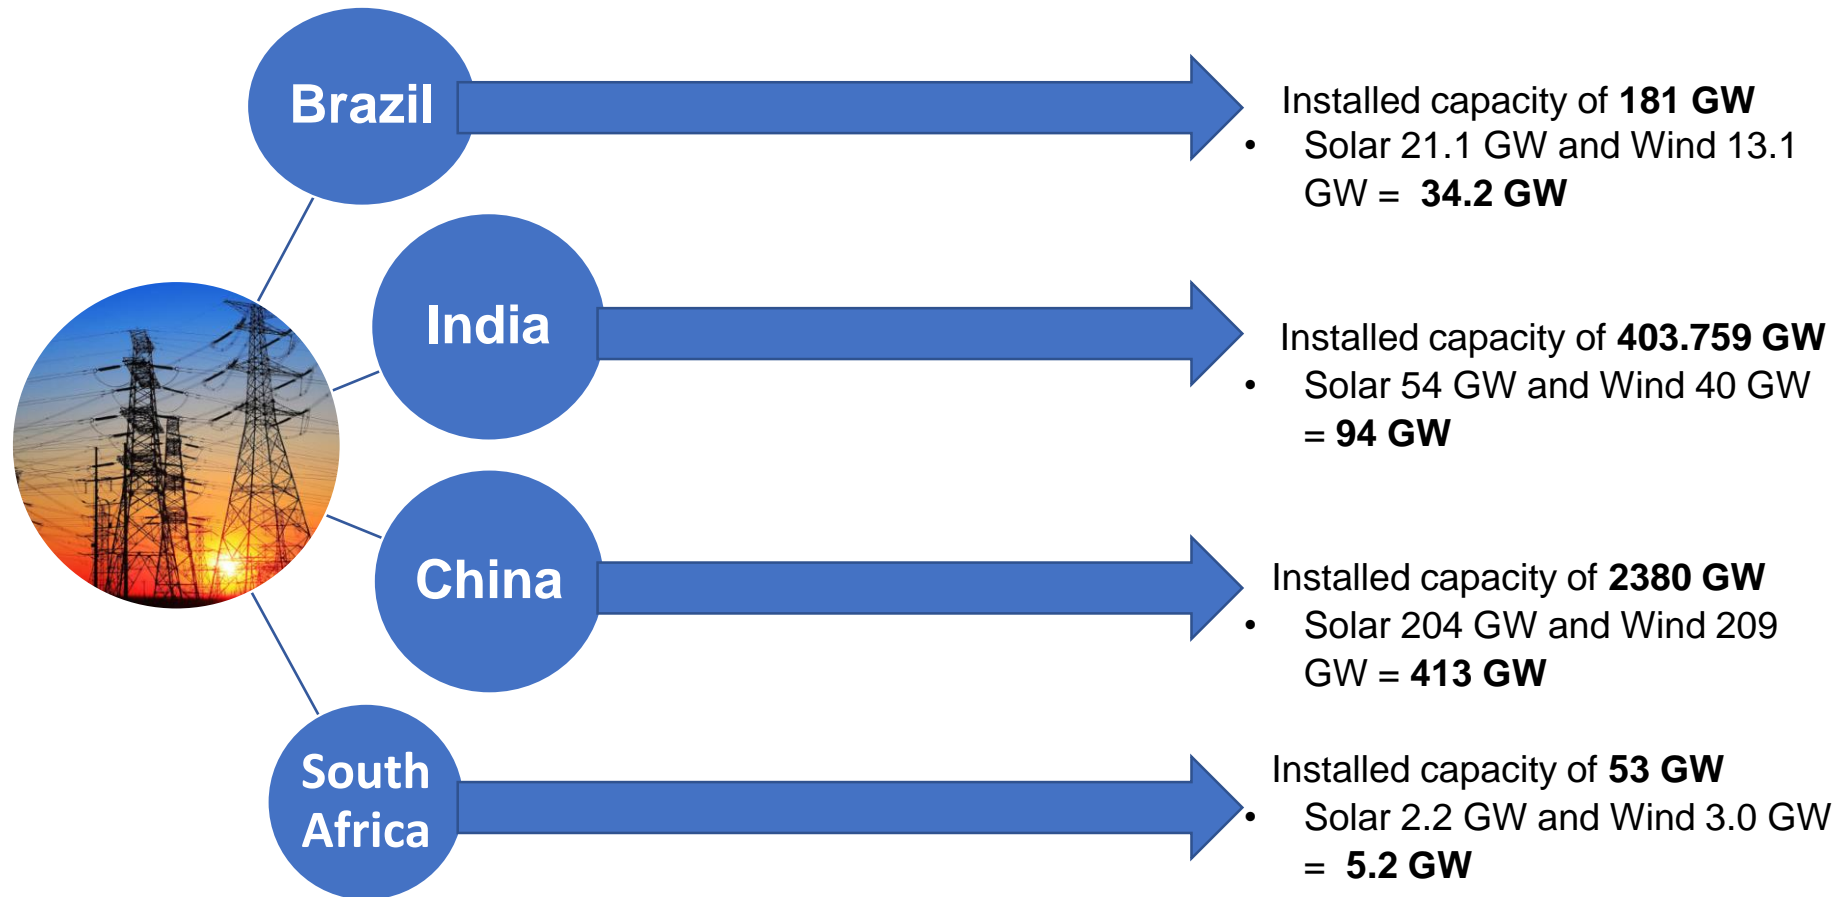 Brazil
Installed capacity of 181 GW
• Solar 21.1 GW and Wind 13.1
GW = 34.2 GW
India
Installed capacity of 403.759 GW
• Solar 54 GW and Wind 40 GW
= 94 GW
China
Installed capacity of 2380 GW
• Solar 204 GW and Wind 209
GW = 413 GW
South
Africa
Installed capacity of 53 GW
• Solar 2.2 GW and Wind 3.0 GW
= 5.2 GW